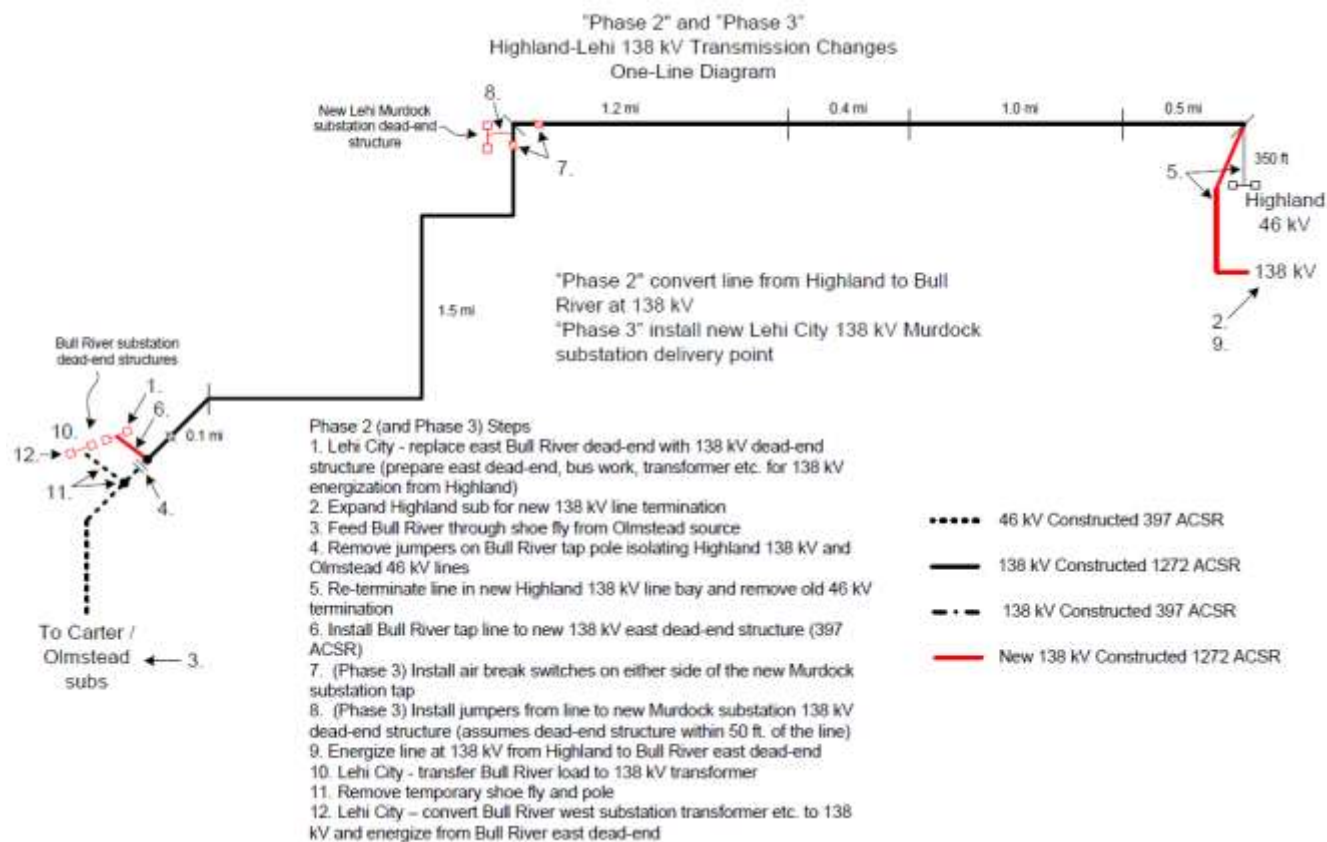 "Phase 2" and "Phase 3"
Highland-Lehi 138 kV Transmission Changes
One-Line Diagram
New Lehi Murdock
substation dead-end
structure
8.
1.2 mi
0.4 mi
1.0 mi
0.5 mi
7.
5.
350 ft
Highland
46 kV
138 kV
2.
9.
"Phase 2" convert line from Highland to Bull
River at 138 kV
"Phase 3" install new Lehi City 138 kV Murdock
substation delivery point
1.5 mi
Bull River substation
dead-end structures
1.
6.
10.
12.
0.1 mi
11.
4.
To Carter /
Olmstead
subs
3.
Phase 2 (and Phase 3) Steps
1. Lehi City - replace east Bull River dead-end with 138 kV dead-end
structure (prepare east dead-end, bus work, transformer etc. for 138 kV
energization from Highland)
2. Expand Highland sub for new 138 kV line termination
3. Feed Bull River through shoe fly from Olmstead source
4. Remove jumpers on Bull River tap pole isolating Highland 138 kV and
Olmstead 46 kV lines
5. Re-terminate line in new Highland 138 kV line bay and remove old 46 kV
termination
6. Install Bull River tap line to new 138 kV east dead-end structure (397
ACSR)
7. (Phase 3) Install air break switches on either side of the new Murdock
substation tap
8. (Phase 3) Install jumpers from line to new Murdock substation 138 kV
dead-end structure (assumes dead-end structure within 50 ft. of the line)
9. Energize line at 138 kV from Highland to Bull River east dead-end
10. Lehi City - transfer Bull River load to 138 kV transformer
11. Remove temporary shoe fly and pole
12. Lehi City – convert Bull River west substation transformer etc. to 138
kV and energize from Bull River east dead-end
46 kV Constructed 397 ACSR
138 kV Constructed 1272 ACSR
138 kV Constructed 397 ACSR
New 138 kV Constructed 1272 ACSR